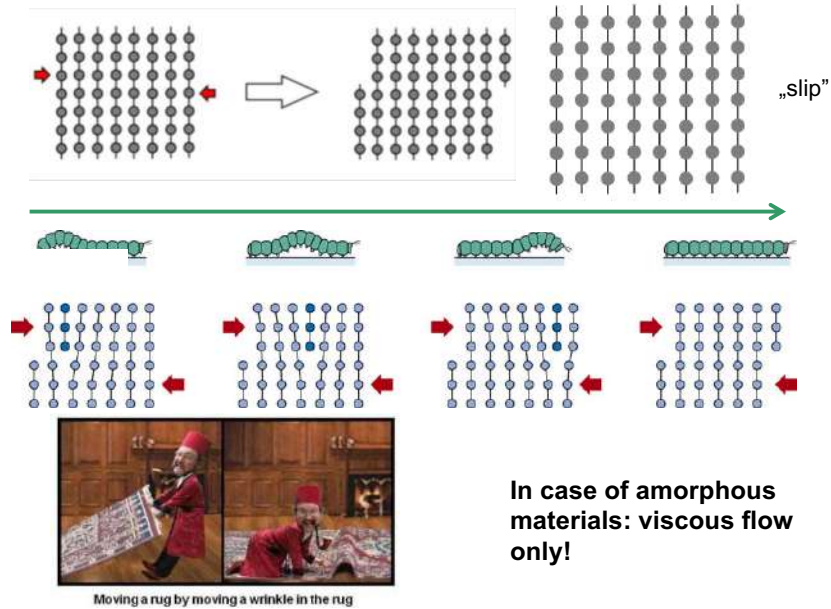 „slip”
In case of amorphous
materials: viscous flow
only!
Moving a rug by moving a wrinkle in the rug